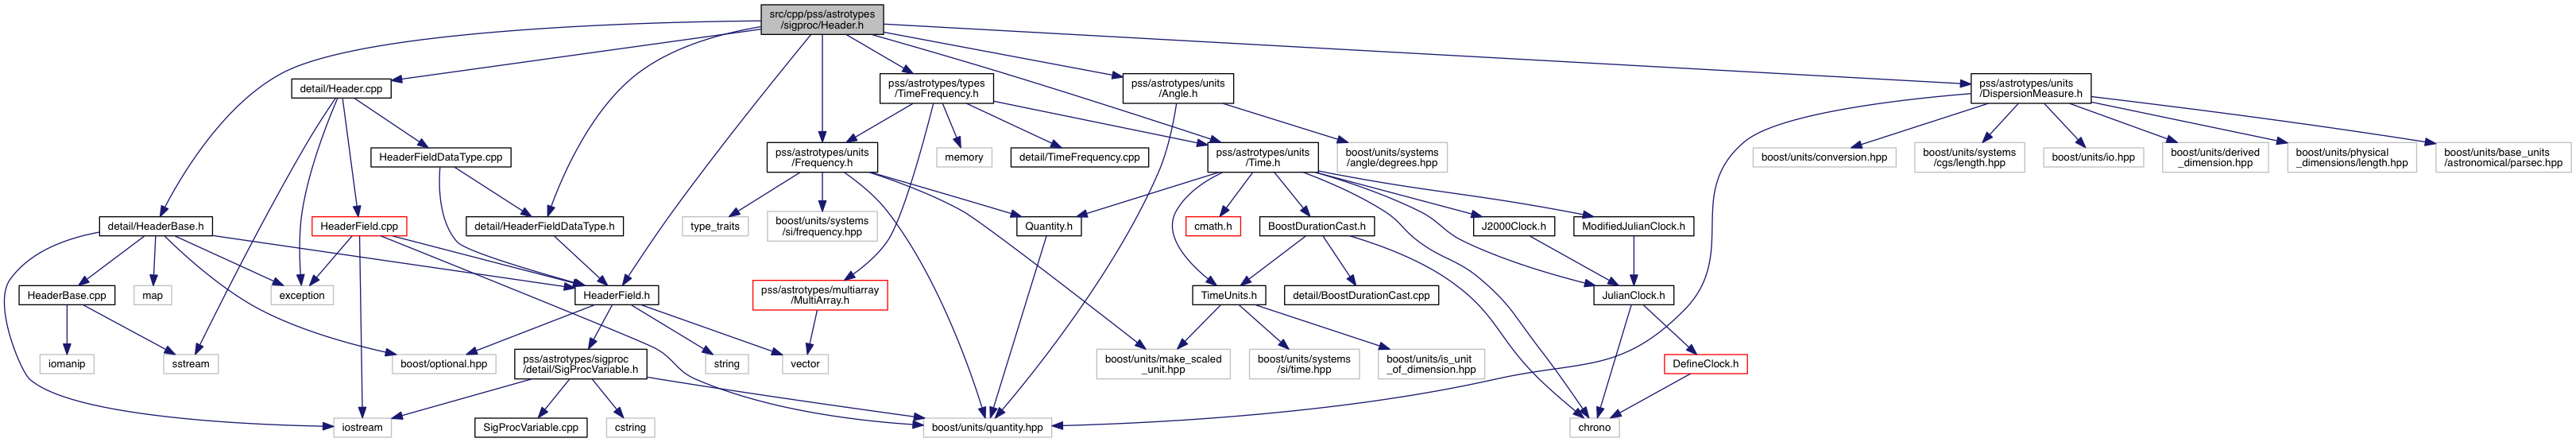 src/cpp/pss/astrotypes
/sigproc/Header.h
detail/Header.cpp
pss/astrotypes/types
/TimeFrequency.h
pss/astrotypes/units
/Angle.h
pss/astrotypes/units
/DispersionMeasure.h
HeaderFieldDataType.cpp
pss/astrotypes/units
/Frequency.h
memory
detail/TimeFrequency.cpp
pss/astrotypes/units
/Time.h
boost/units/systems
/angle/degrees.hpp
boost/units/conversion.hpp
boost/units/systems
/cgs/length.hpp
boost/units/io.hpp
boost/units/derived
_dimension.hpp
boost/units/physical
_dimensions/length.hpp
boost/units/base_units
/astronomical/parsec.hpp
detail/HeaderBase.h
HeaderField.cpp
detail/HeaderFieldDataType.h
type_traits
boost/units/systems
/si/frequency.hpp
Quantity.h
cmath.h
BoostDurationCast.h
J2000Clock.h
ModifiedJulianClock.h
HeaderBase.cpp
map
exception
HeaderField.h
pss/astrotypes/multiarray
/MultiArray.h
TimeUnits.h
detail/BoostDurationCast.cpp
JulianClock.h
iomanip
sstream
boost/optional.hpp
pss/astrotypes/sigproc
/detail/SigProcVariable.h
string
vector
boost/units/make_scaled
_unit.hpp
boost/units/systems
/si/time.hpp
boost/units/is_unit
_of_dimension.hpp
DefineClock.h
iostream
SigProcVariable.cpp
cstring
boost/units/quantity.hpp
chrono